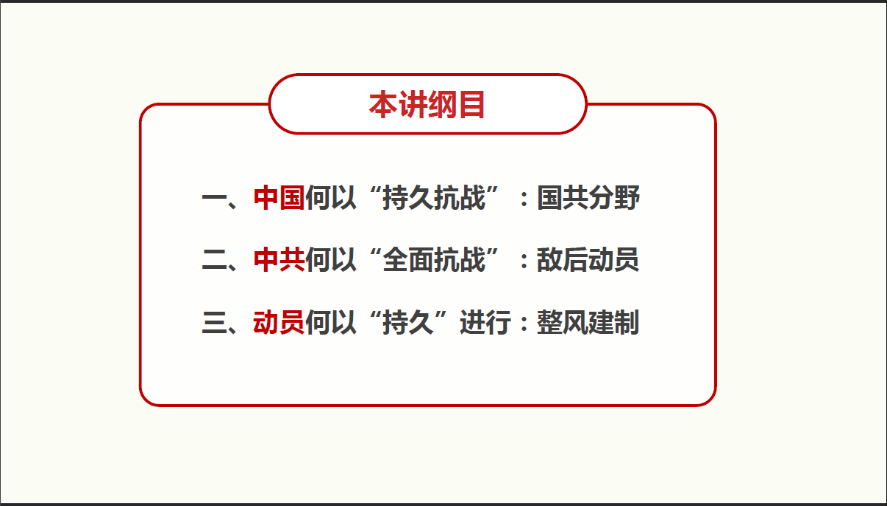 本讲纲目
一、中国何以“持久抗战”：国共分野
二、中共何以“全面抗战”：敌后动员
三、动员何以“持久”进行：整风建制